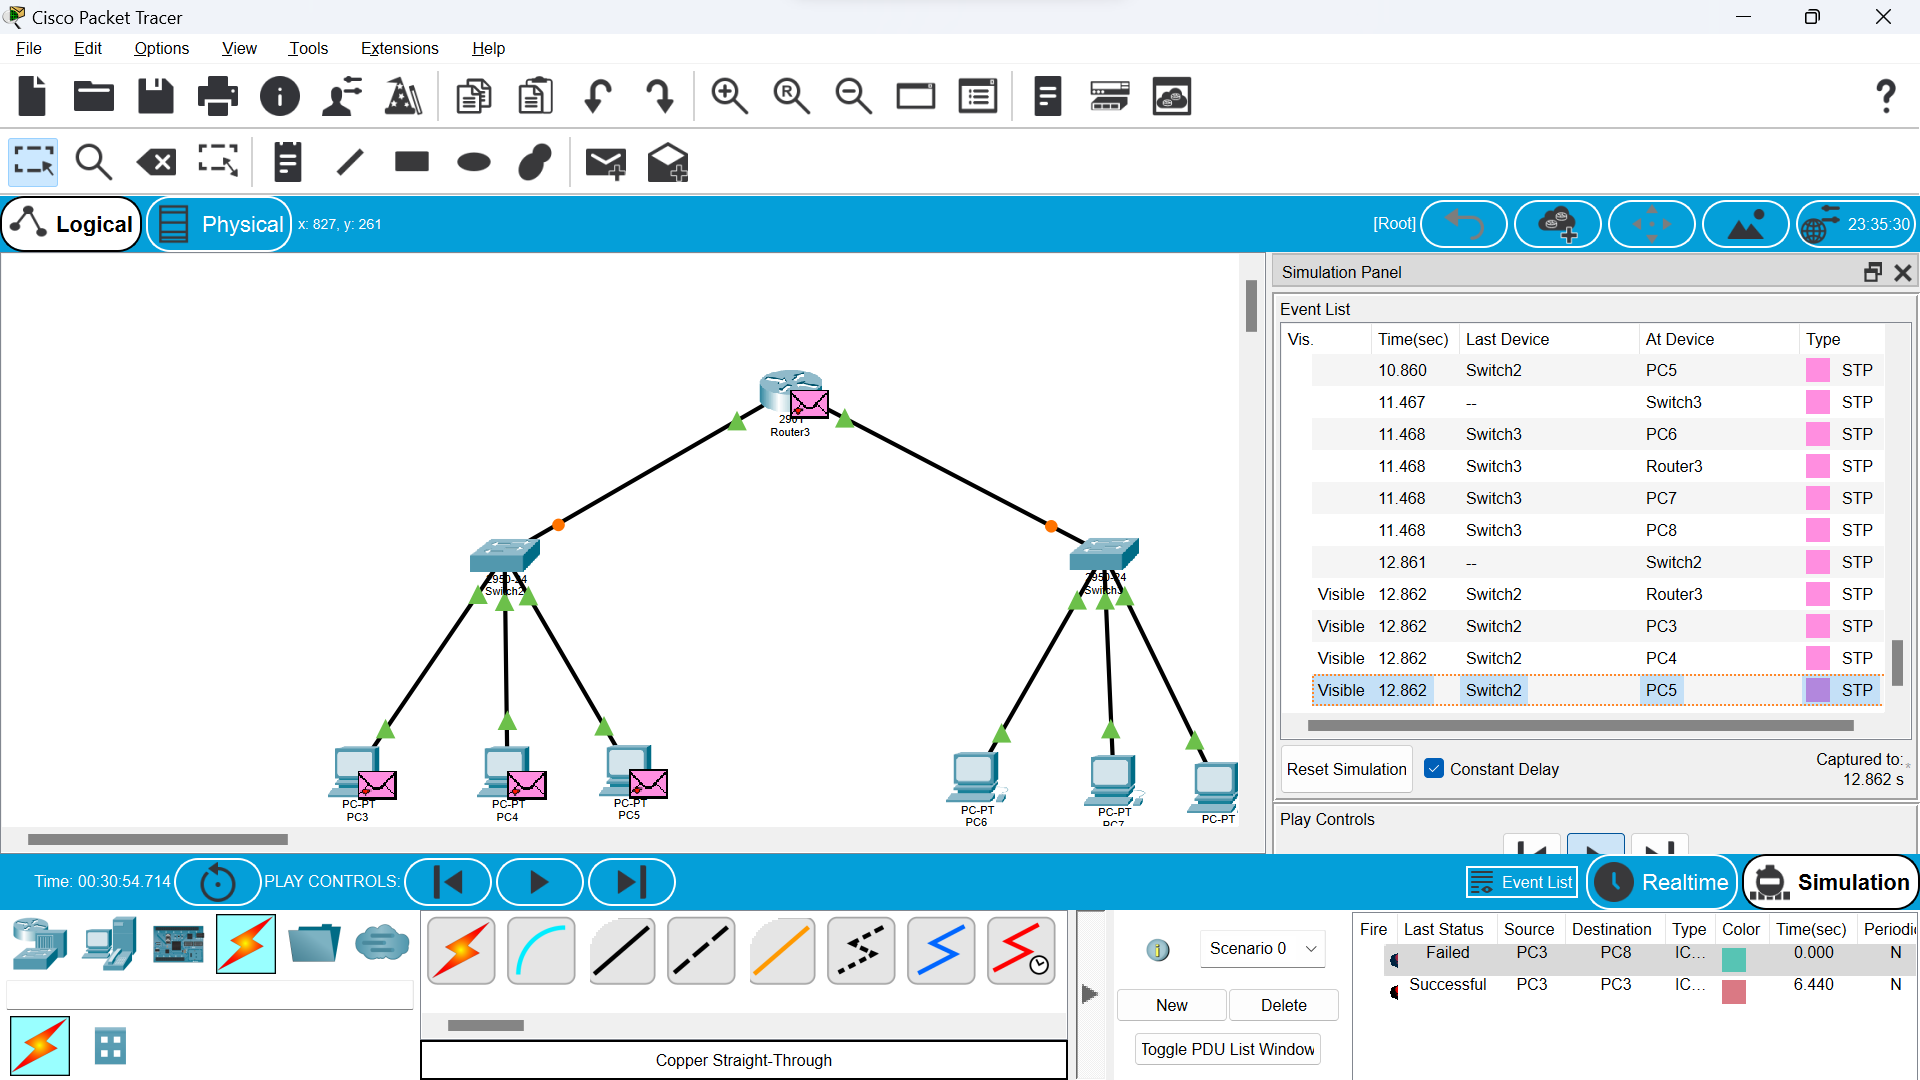 Cisco Packet Tracer
File Edit Options View Tools Extensions Help
Logical Physical x: 827, y: 261 [Root] 23:35:30
Simulation Panel
Event List
Vis. Time(sec) Last Device At Device Type
10.860 Switch2 PC5 STP
11.467 -- Switch3 STP
11.468 Switch3 PC6 STP
11.468 Switch3 Router3 STP
11.468 Switch3 PC7 STP
11.468 Switch3 PC8 STP
12.861 -- Switch2 STP
Visible 12.862 Switch2 Router3 STP
Visible 12.862 Switch2 PC3 STP
Visible 12.862 Switch2 PC4 STP
Visible 12.862 Switch2 PC5 STP
Reset Simulation Constant Delay Captured to:*
12.862 s
Play Controls
2901
Router3
2950-24
Switch2
2950-24
Switch3
PC-PT
PC3
PC-PT
PC4
PC-PT
PC5
PC-PT
PC6
PC-PT
PC7
PC-PT
Time: 00:30:54.714 PLAY CONTROLS: Event List Realtime Simulation
Scenario 0
New Delete
Toggle PDU List Window
Copper Straight-Through
Fire Last Status Source Destination Type Color Time(sec) Periodi
Failed PC3 PC8 IC... 0.000 N
Successful PC3 PC3 IC... 6.440 N